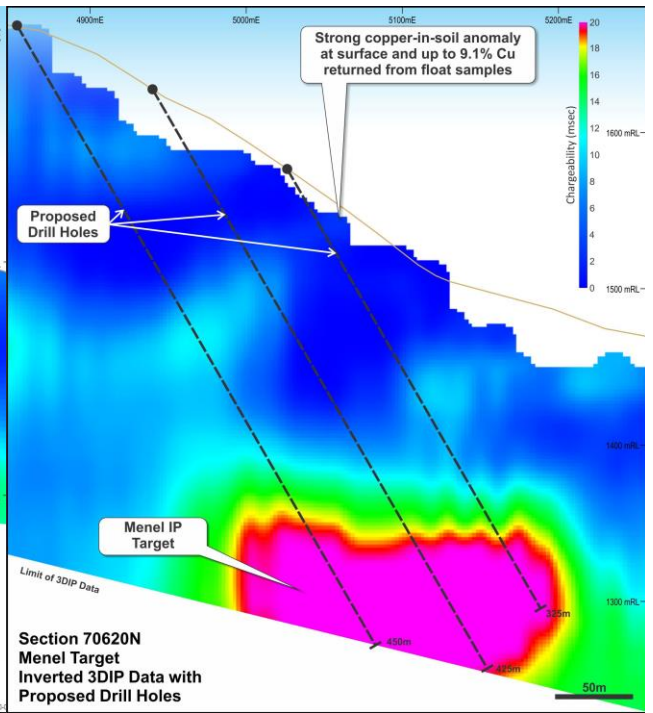 4900mE
5000mE
5100mE
5200mE
Strong copper-in-soil anomaly
at surface and up to 9.1% Cu
returned from float samples
20
18
16
14
12
10
8
6
4
2
0
Chargeability (msec)
1600 mRL
Proposed
Drill Holes
1500 mRL
1400 mRL
Menel IP
Target
Limit of 3DIP Data
1300 mRL
325m
450m
425m
Section 70620N
Menel Target
Inverted 3DIP Data with
Proposed Drill Holes
50m